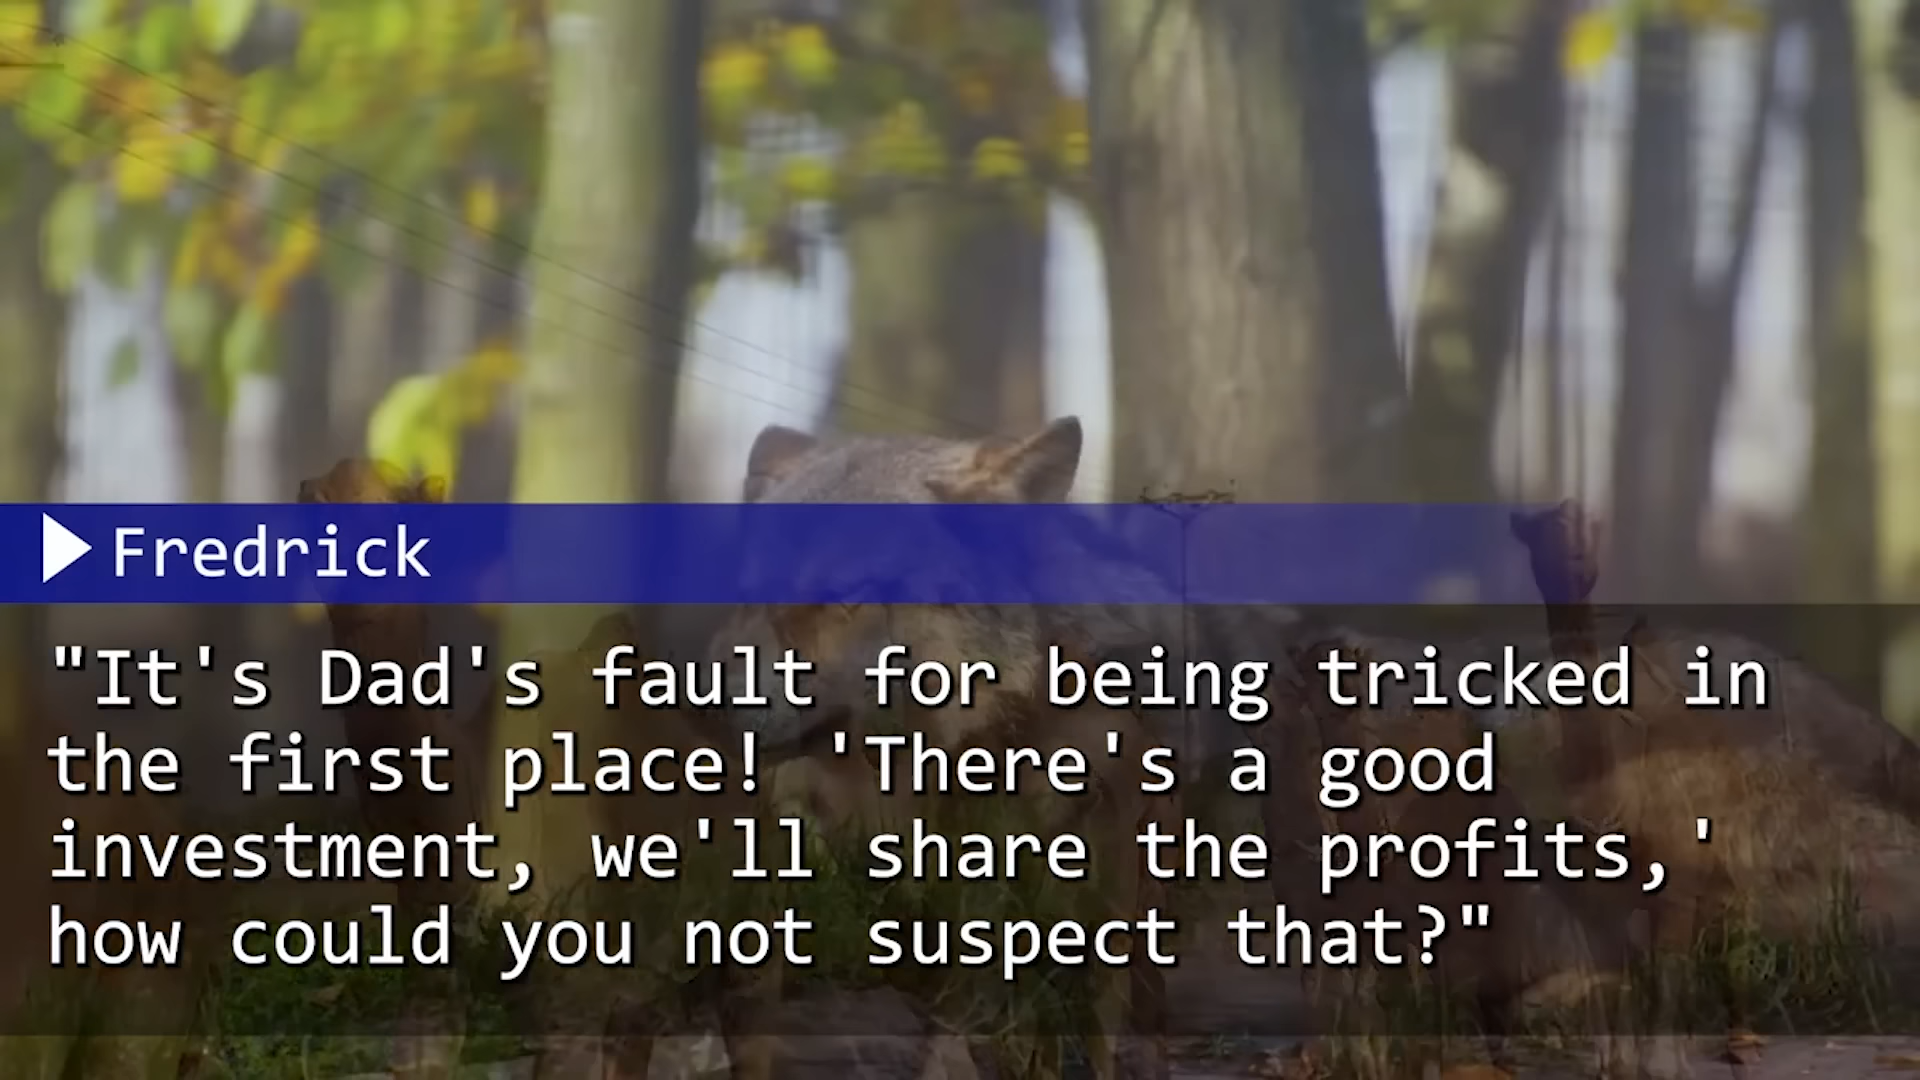 Fredrick
"It's Dad's fault for being tricked in
the first place! 'There's a good
investment, we'll share the profits,'
how could you not suspect that?"